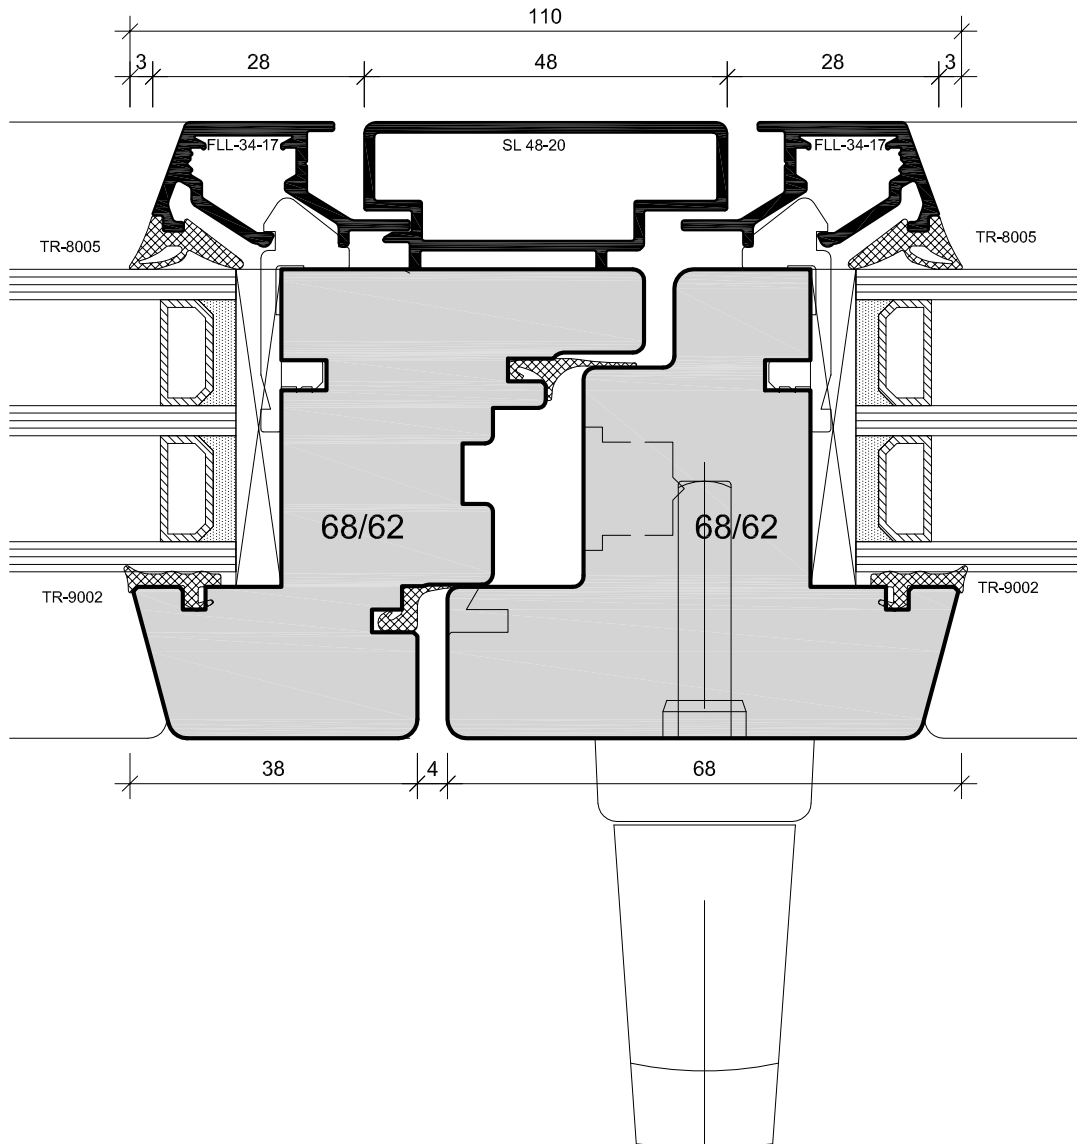 110
3 28 48 28 3
FLL-34-17 SL 48-20 FLL-34-17
TR-8005 TR-8005
68/62 68/62
TR-9002 TR-9002
38 4 68